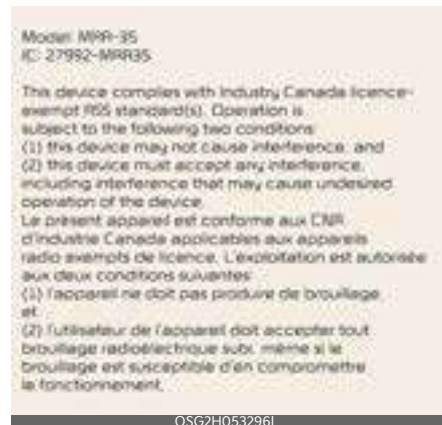 Model: MRR-35
IC: 27992-MRR35
This device complies with Industry Canada licence-
exempt RSS standard(s). Operation is
subject to the following two conditions:
(1) this device may not cause interference, and
(2) this device must accept any interference,
including interference that may cause undesired
operation of the device.
Le présent appareil est conforme aux CNR
d'Industrie Canada applicables aux appareils
radio exempts de licence. L'exploitation est autorisée
aux deux conditions suivantes:
(1) l'appareil ne doit pas produire de brouillage,
et
(2) l'utilisateur de l'appareil doit accepter tout
brouillage radioélectrique subi, même si le
brouillage est susceptible d'en compromettre
le fonctionnement.
OSG2H053296L